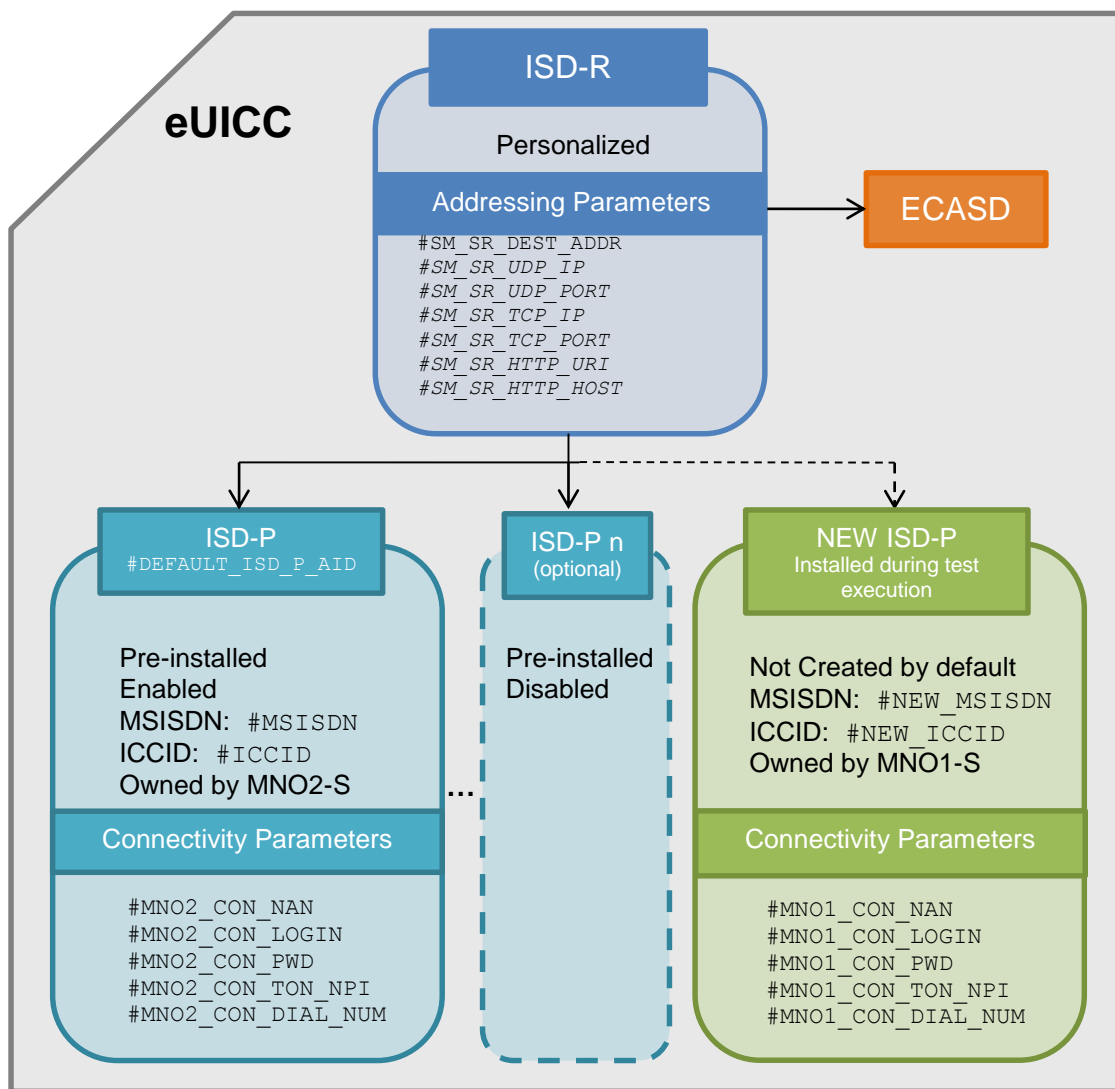 eUICC
ISD-R
Personalized
Addressing Parameters
#SM_SR_DEST_ADDR
#SM_SR_UDP_IP
#SM_SR_UDP_PORT
#SM_SR_TCP_IP
#SM_SR_TCP_PORT
#SM_SR_HTTP_URI
#SM_SR_HTTP_HOST
ECASD
ISD-P
#DEFAULT_ISD_P_AID
Pre-installed
Enabled
MSISDN: #MSISDN
ICCID: #ICCID
Owned by MNO2-S
Connectivity Parameters
#MNO2_CON_NAN
#MNO2_CON_LOGIN
#MNO2_CON_PWD
#MNO2_CON_TON_NPI
#MNO2_CON_DIAL_NUM
...
ISD-P n
(optional)
Pre-installed
Disabled
NEW ISD-P
Installed during test
execution
Not Created by default
MSISDN: #NEW_MSISDN
ICCID: #NEW_ICCID
Owned by MNO1-S
Connectivity Parameters
#MNO1_CON_NAN
#MNO1_CON_LOGIN
#MNO1_CON_PWD
#MNO1_CON_TON_NPI
#MNO1_CON_DIAL_NUM